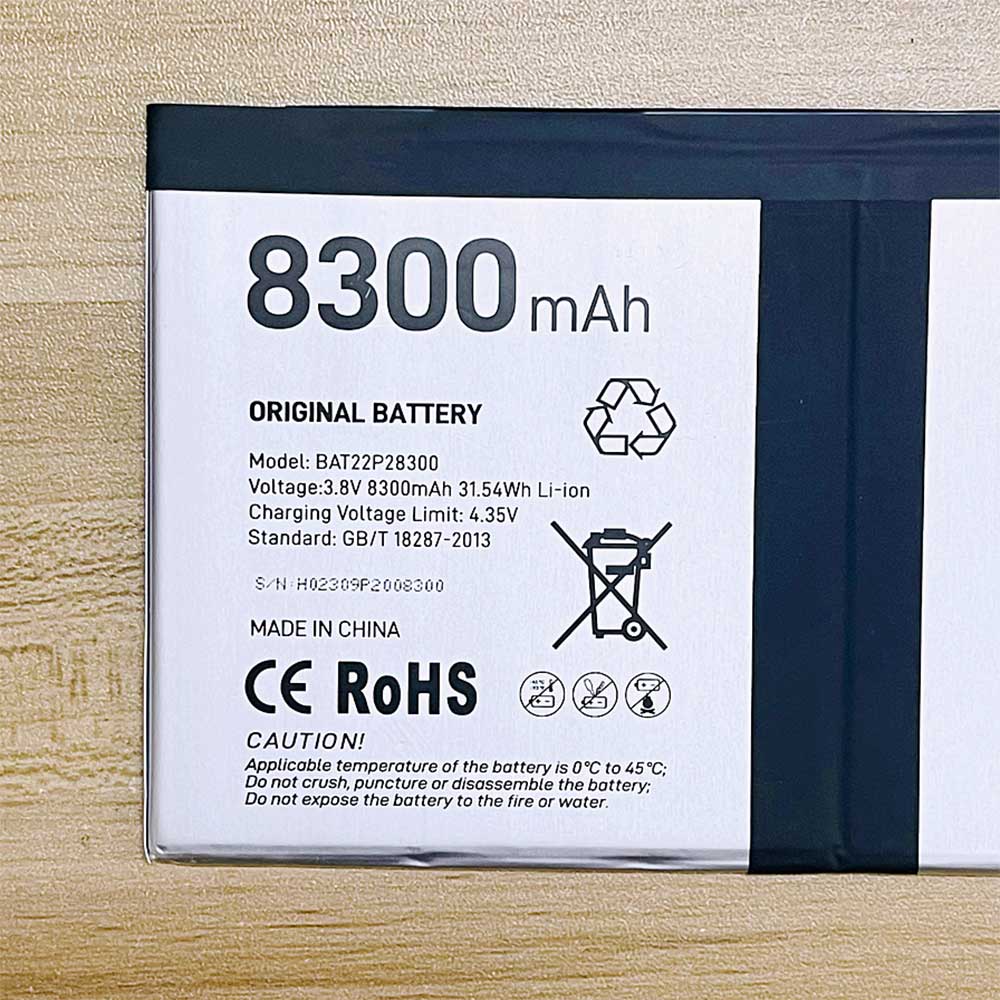 8300 mAh
ORIGINAL BATTERY
Model: BAT22P28300
Voltage:3.8V 8300mAh 31.54Wh Li-ion
Charging Voltage Limit: 4.35V
Standard: GB/T 18287-2013
S/N:H02309P2008300
MADE IN CHINA
CE RoHS
CAUTION!
Applicable temperature of the battery is 0°C to 45°C;
Do not crush, puncture or disassemble the battery;
Do not expose the battery to the fire or water.